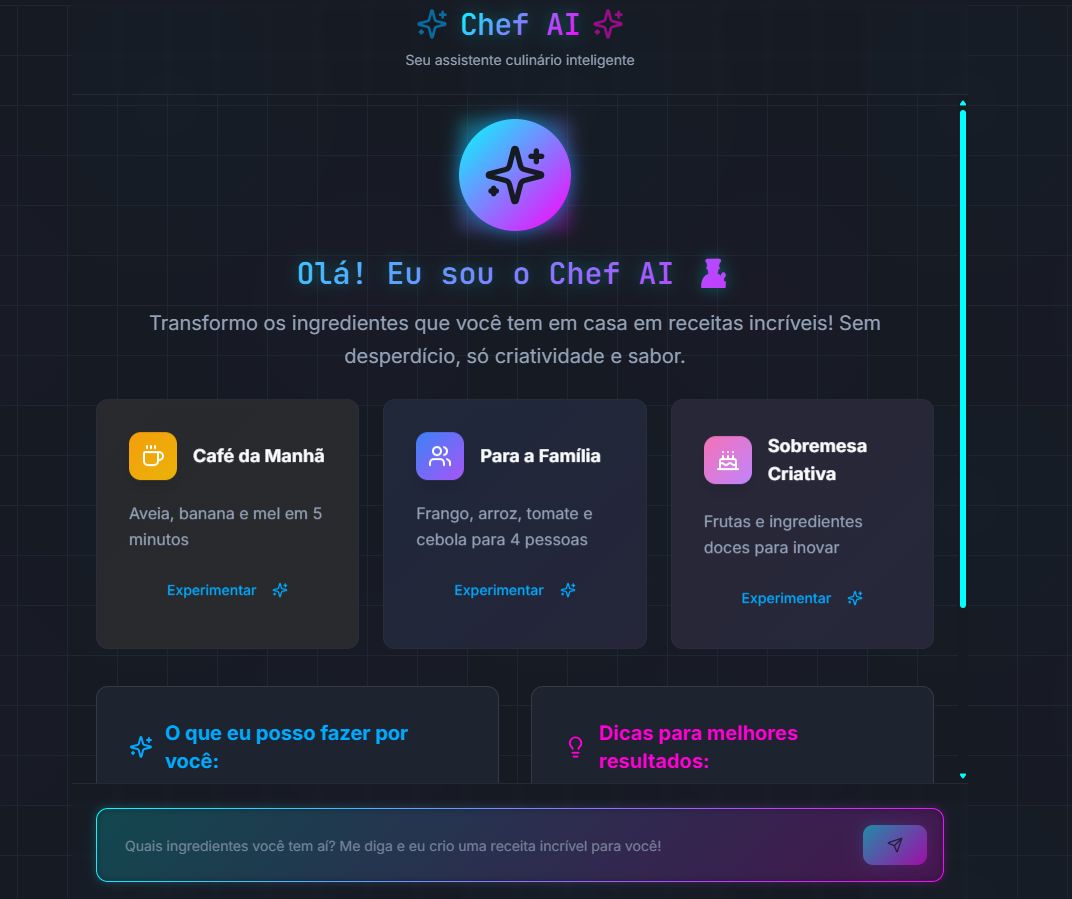 Chef AI
Seu assistente culinário inteligente
Olá! Eu sou o Chef AI
Transformo os ingredientes que você tem em casa em receitas incríveis! Sem
desperdício, só criatividade e sabor.
Café da Manhã
Aveia, banana e mel em 5
minutos
Experimentar
Para a Família
Frango, arroz, tomate e
cebola para 4 pessoas
Experimentar
Sobremesa
Criativa
Frutas e ingredientes
doces para inovar
Experimentar
O que eu posso fazer por
você:
Dicas para melhores
resultados:
Quais ingredientes você tem aí? Me diga e eu crio uma receita incrível para você!